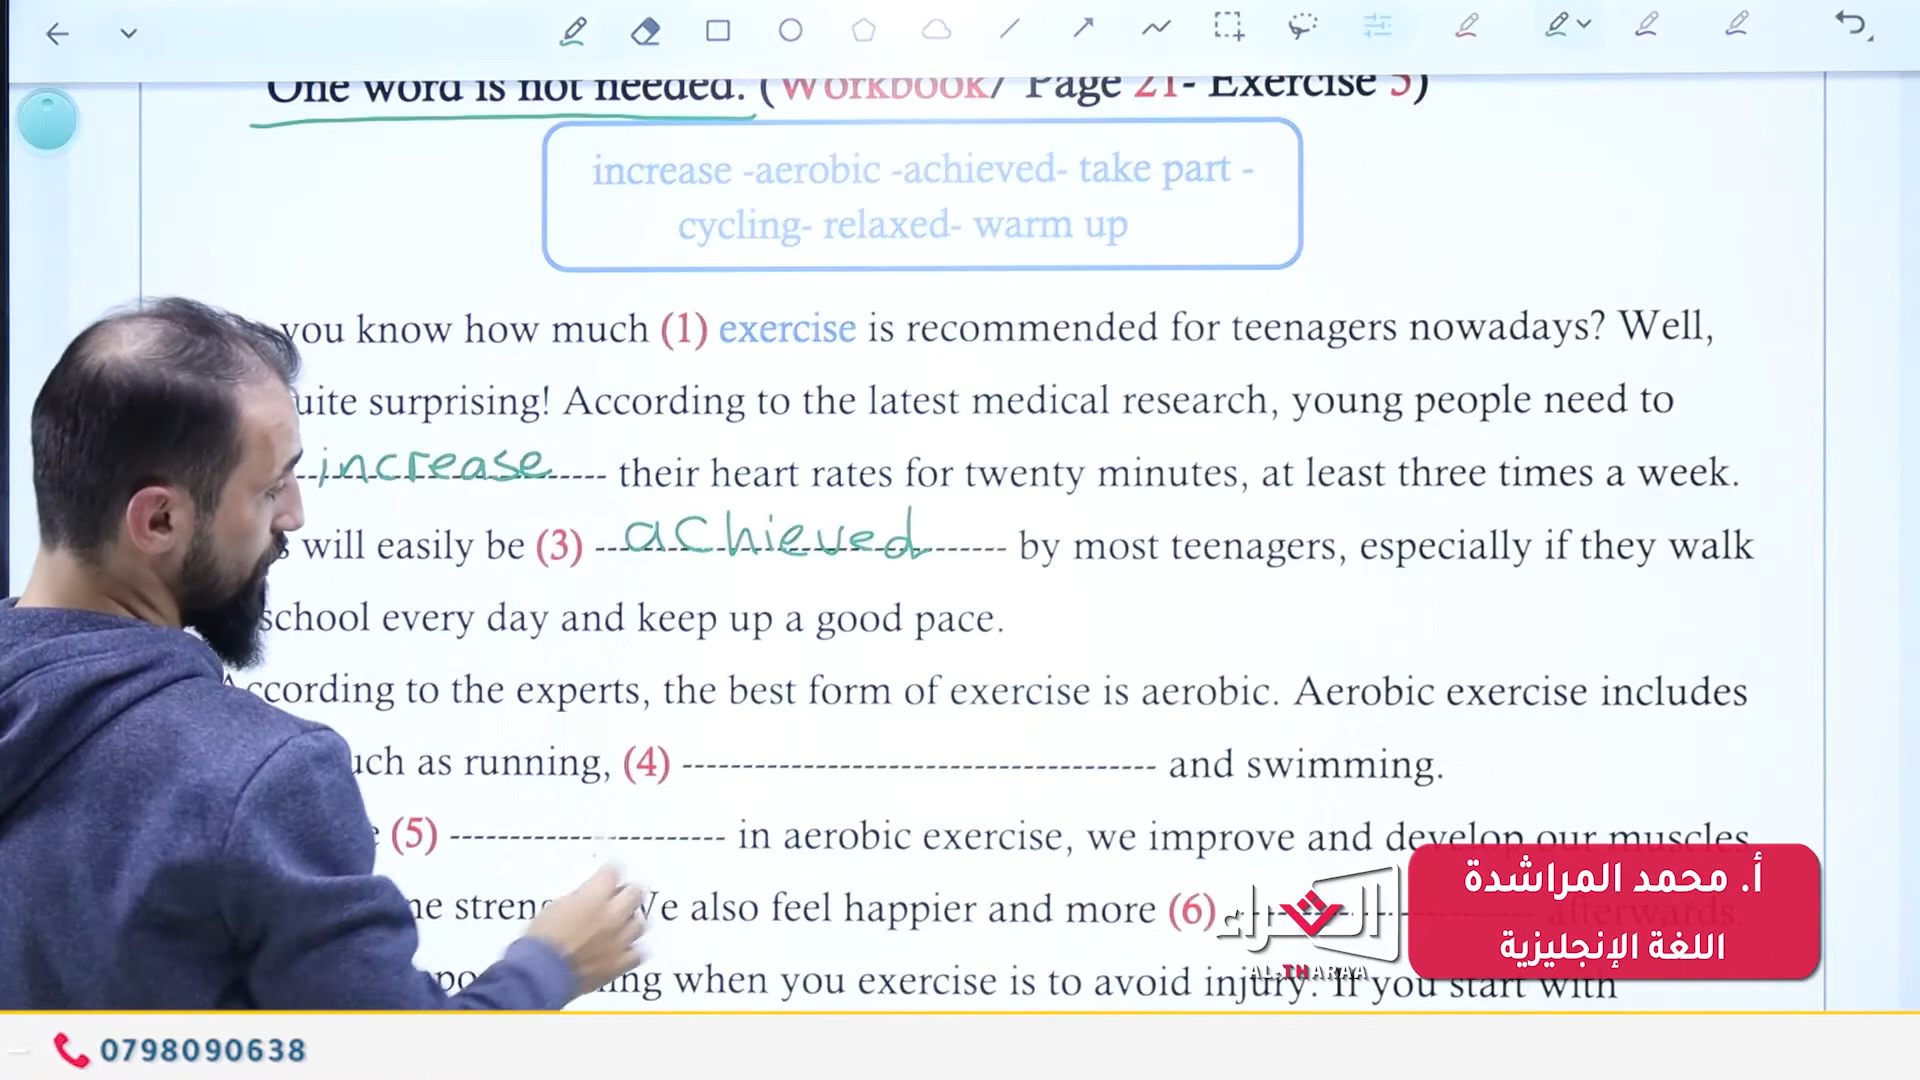 One word is not needed. (Workbook/ Page 21- Exercise 5)
increase -aerobic -achieved- take part -
cycling- relaxed- warm up
you know how much (1) exercise is recommended for teenagers nowadays? Well,
surprising! According to the latest medical research, young people need to
increase their heart rates for twenty minutes, at least three times a week.
will easily be (3) achieved by most teenagers, especially if they walk
school every day and keep up a good pace.
According to the experts, the best form of exercise is aerobic. Aerobic exercise includes
as running, (4) and swimming.
(5) in aerobic exercise, we improve and develop our muscles
We also feel happier and more (6) afterwards.
when you exercise is to avoid injury. If you start with
أ. محمد المراشدة
اللغة الإنجليزية
الثراء
AL-THARAA
0798090638